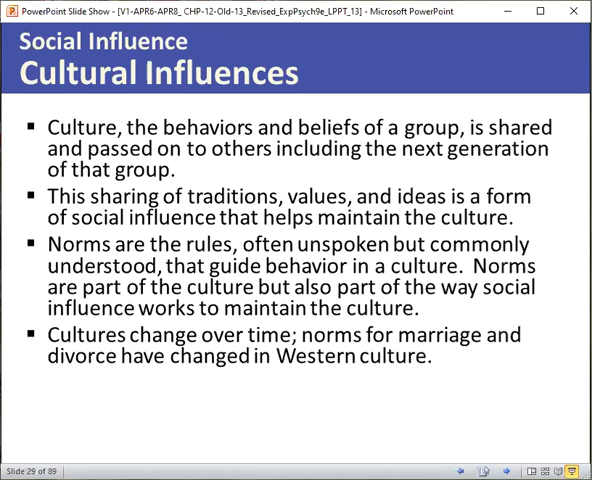 PowerPoint Slide Show - [V1-APR6-APR8_ CHP-12-Old-13_Revised_ExpPsych9e_LPPT_13] - Microsoft PowerPoint
Social Influence
Cultural Influences
▪ Culture, the behaviors and beliefs of a group, is shared
and passed on to others including the next generation
of that group.
▪ This sharing of traditions, values, and ideas is a form
of social influence that helps maintain the culture.
▪ Norms are the rules, often unspoken but commonly
understood, that guide behavior in a culture.  Norms
are part of the culture but also part of the way social
influence works to maintain the culture.
▪ Cultures change over time; norms for marriage and
divorce have changed in Western culture.
Slide 29 of 89